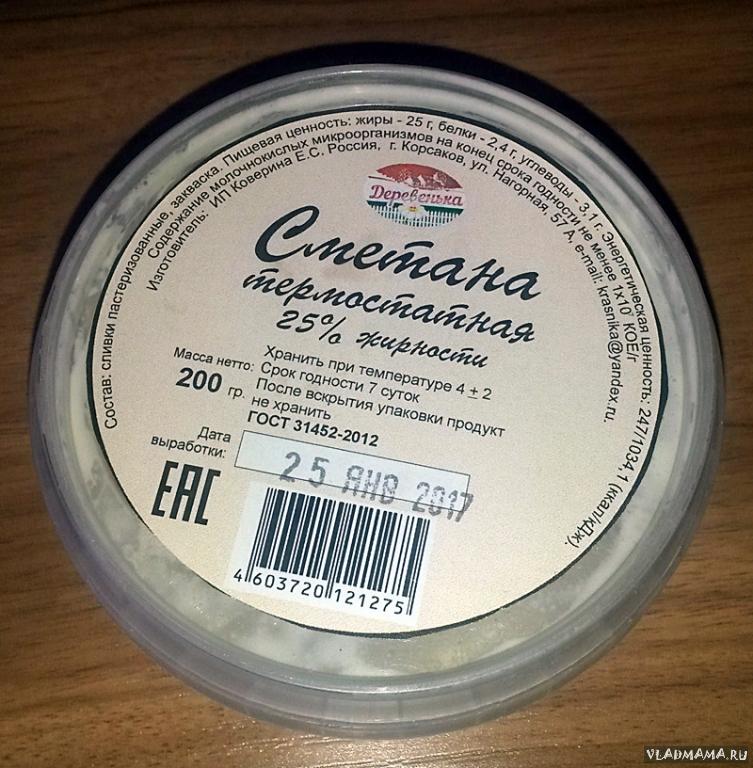 Состав: сливки пастеризованные, закваска. Пищевая ценность: жиры - 25 г, белки - 2,4 г, углеводы - 3,1 г. Энергетическая ценность: 247/1034,1 (ккал/кДж).
Содержание молочнокислых микроорганизмов на конец срока годности не менее 1х10⁷ КОЕ/г
Изготовитель: ИП Коверина Е.С. Россия, г. Корсаков, ул. Нагорная, 57 А, e-mail: krasnika@yandex.ru.
Деревенька
Сметана
термостатная
25% жирности
Масса нетто:
200 гр.
Хранить при температуре 4 ± 2
Срок годности 7 суток
После вскрытия упаковки продукт
не хранить
ГОСТ 31452-2012
Дата
выработки:
25 ЯНВ 2017
EAC
4 603720 121275
VLADMAMA.RU